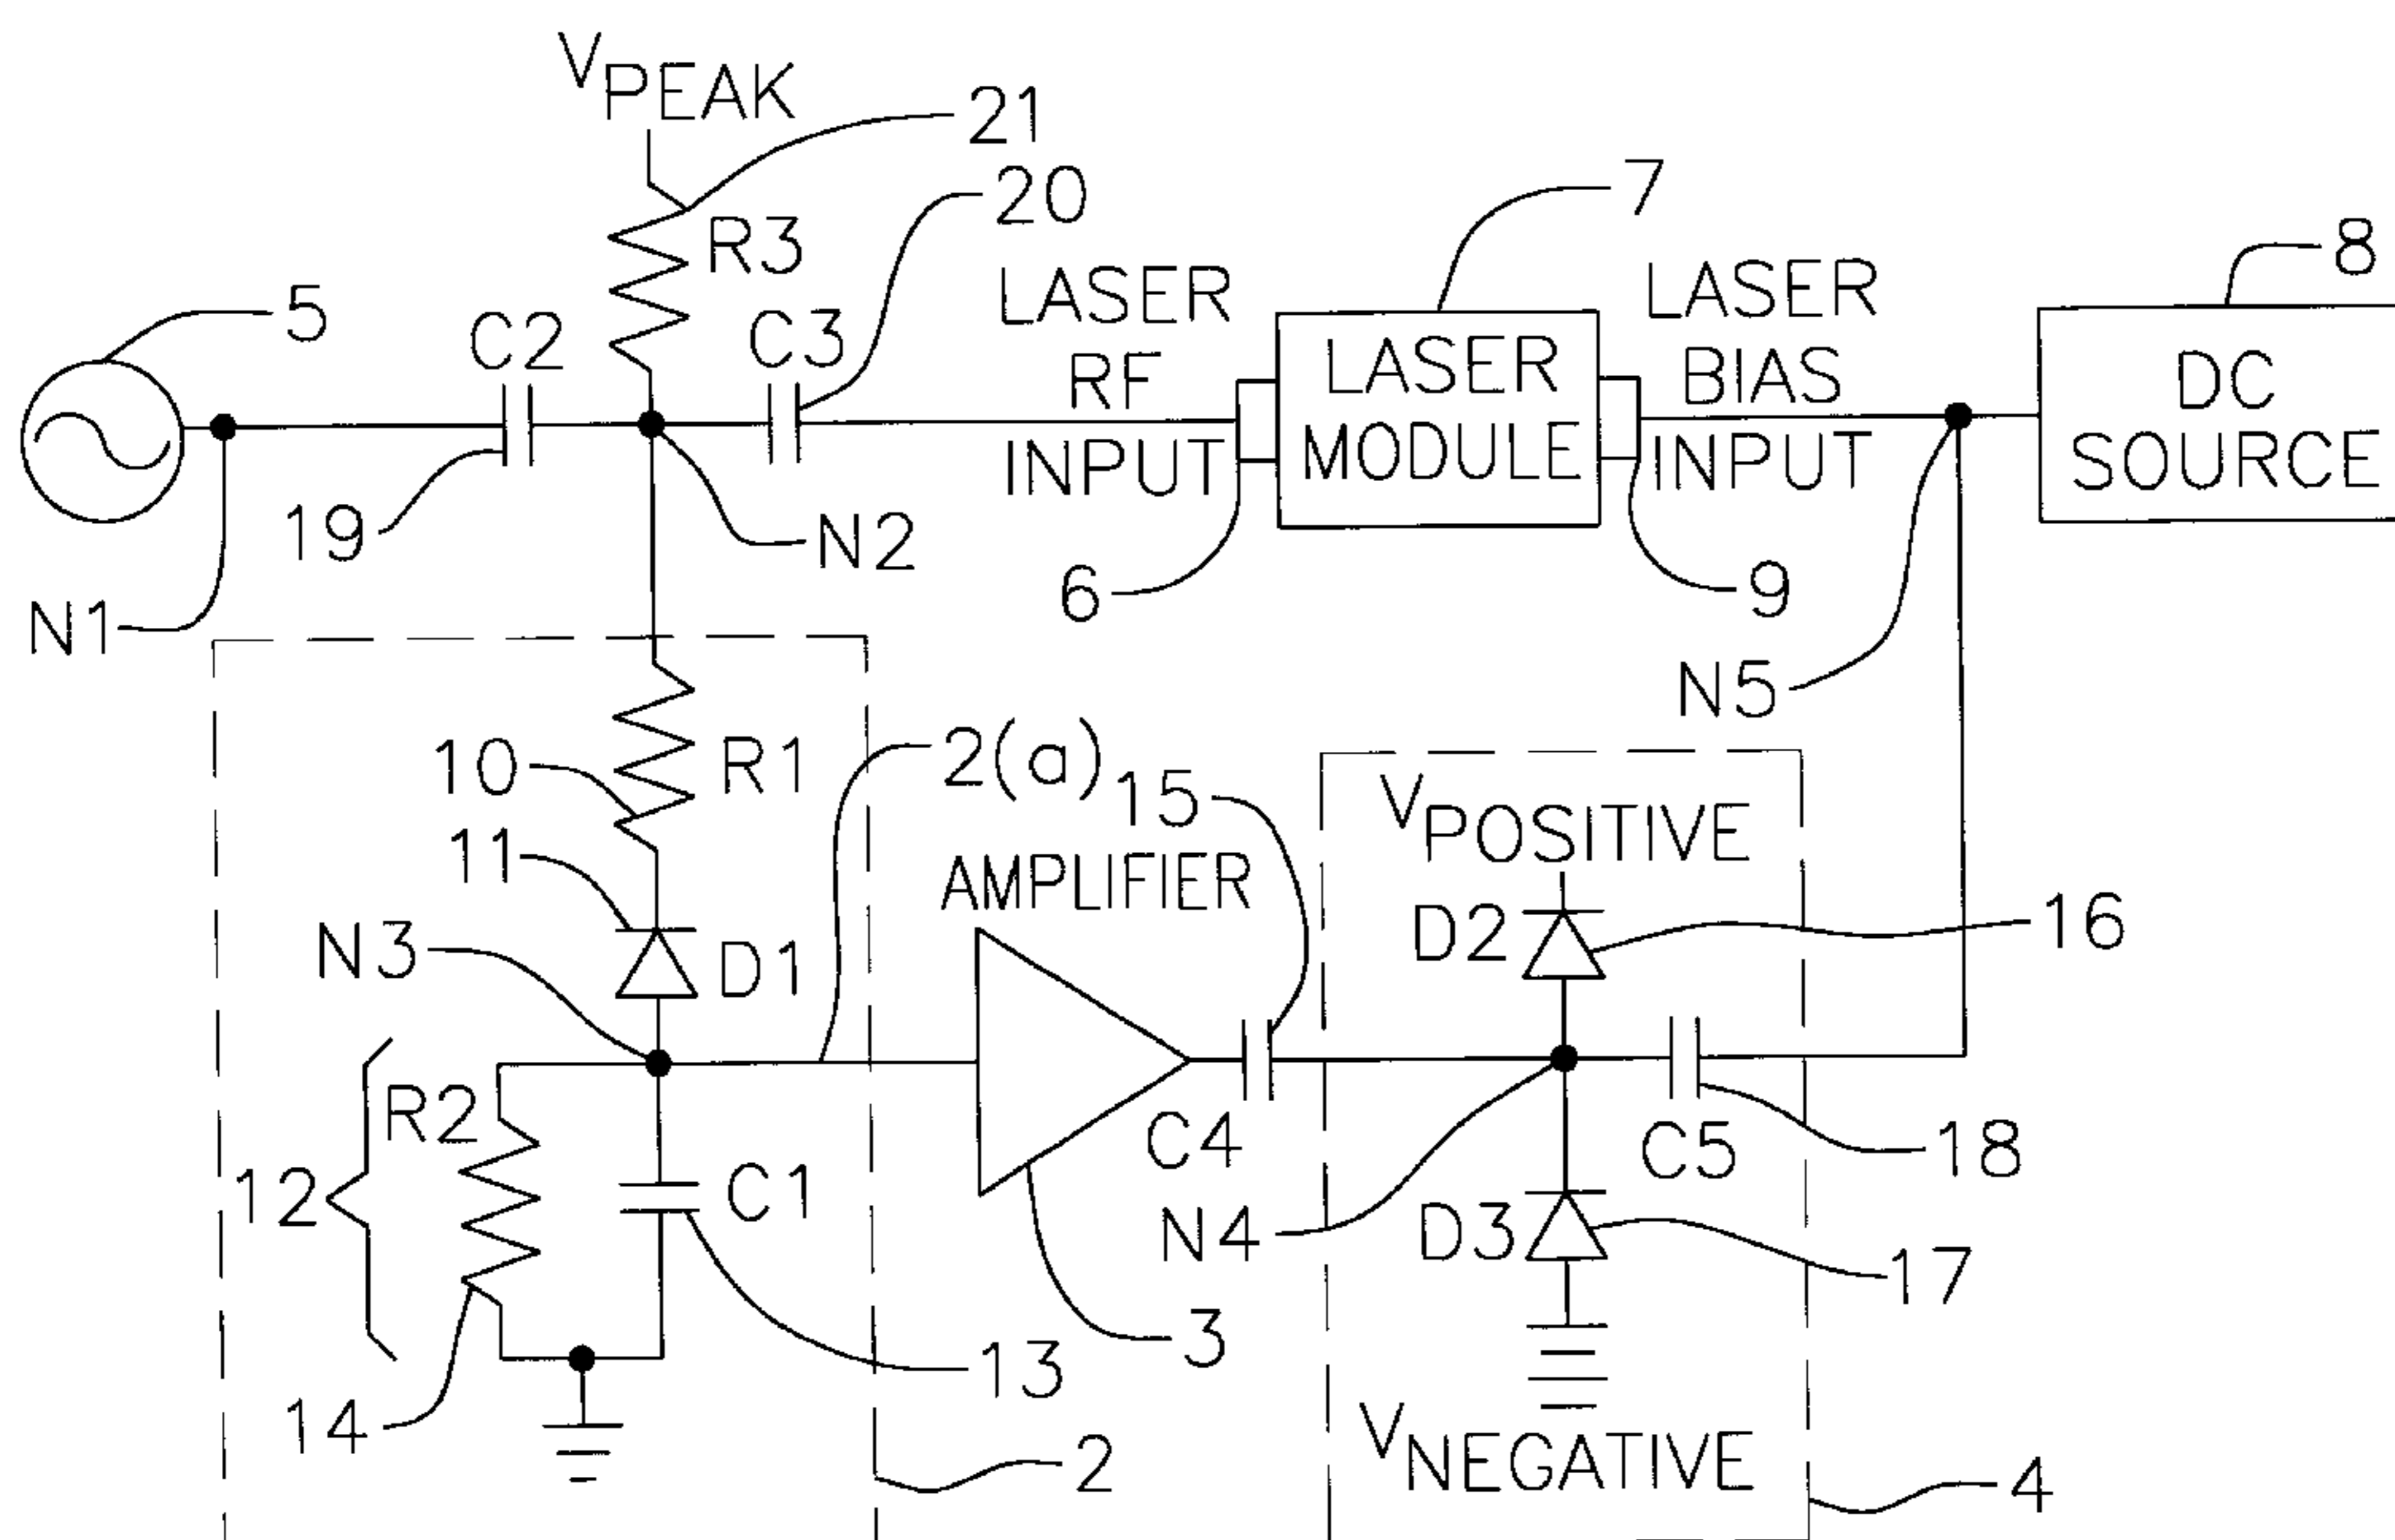 VPEAK
21
20
R3
7
8
5
C2
C3
LASER
RF
INPUT
LASER
MODULE
LASER
BIAS
INPUT
DC
SOURCE
19
N2
6
9
N1
N5
10
R1
2(a)
15
VPOSITIVE
11
AMPLIFIER
N3
D1
D2
16
R2
12
C1
C4
C5
18
N4
D3
17
3
13
14
2
VNEGATIVE
4